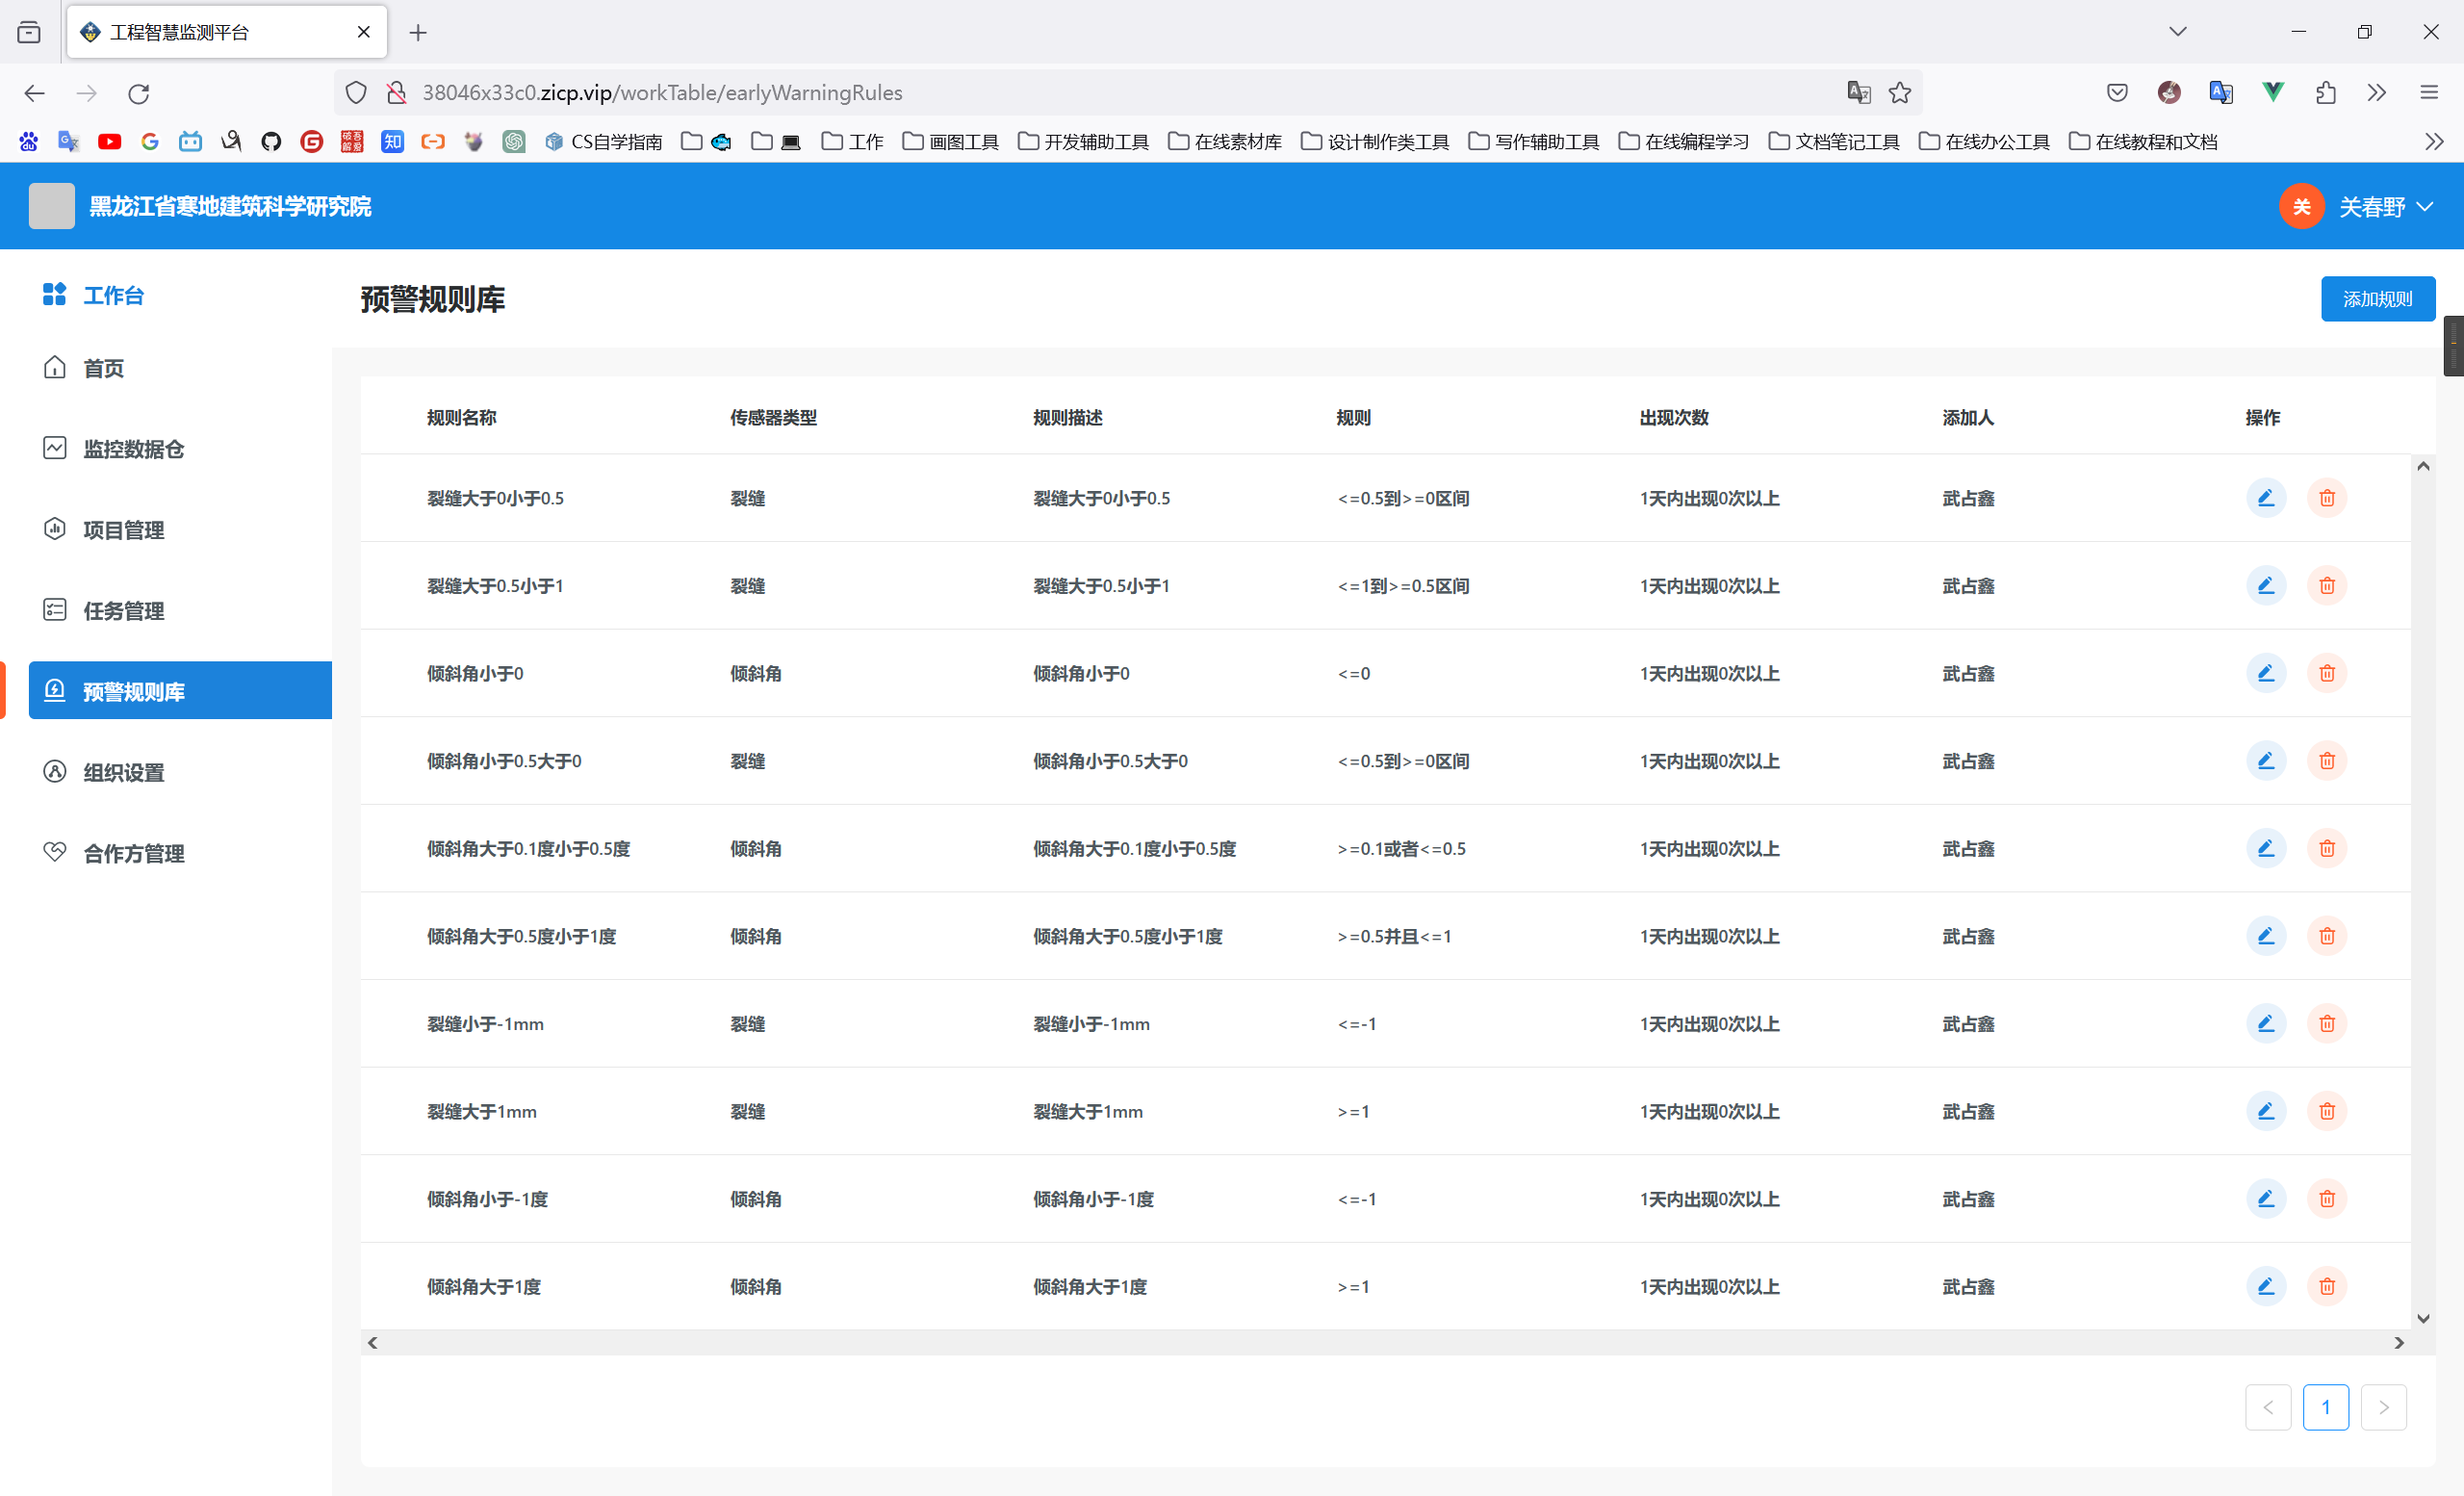 工程智慧监测平台
38046x33c0.zicp.vip/workTable/earlyWarningRules
CS自学指南 工作 画图工具 开发辅助工具 在线素材库 设计制作类工具 写作辅助工具 在线编程学习 文档笔记工具 在线办公工具 在线教程和文档
黑龙江省寒地建筑科学研究院 关 关春野
工作台
首页
监控数据仓
项目管理
任务管理
预警规则库
组织设置
合作方管理
预警规则库 添加规则
规则名称 传感器类型 规则描述 规则 出现次数 添加人 操作
裂缝大于0小于0.5 裂缝 裂缝大于0小于0.5 <=0.5到>=0区间 1天内出现0次以上 武占鑫
裂缝大于0.5小于1 裂缝 裂缝大于0.5小于1 <=1到>=0.5区间 1天内出现0次以上 武占鑫
倾斜角小于0 倾斜角 倾斜角小于0 <=0 1天内出现0次以上 武占鑫
倾斜角小于0.5大于0 裂缝 倾斜角小于0.5大于0 <=0.5到>=0区间 1天内出现0次以上 武占鑫
倾斜角大于0.1度小于0.5度 倾斜角 倾斜角大于0.1度小于0.5度 >=0.1或者<=0.5 1天内出现0次以上 武占鑫
倾斜角大于0.5度小于1度 倾斜角 倾斜角大于0.5度小于1度 >=0.5并且<=1 1天内出现0次以上 武占鑫
裂缝小于-1mm 裂缝 裂缝小于-1mm <=-1 1天内出现0次以上 武占鑫
裂缝大于1mm 裂缝 裂缝大于1mm >=1 1天内出现0次以上 武占鑫
倾斜角小于-1度 倾斜角 倾斜角小于-1度 <=-1 1天内出现0次以上 武占鑫
倾斜角大于1度 倾斜角 倾斜角大于1度 >=1 1天内出现0次以上 武占鑫
1